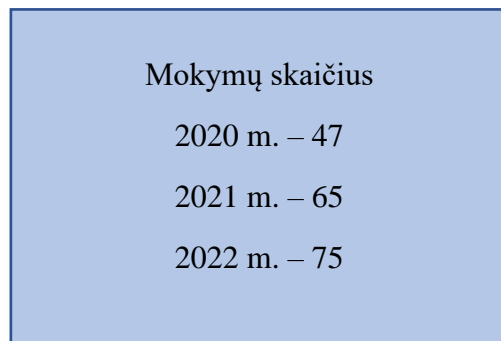 Mokymų skaičius
2020 m. – 47
2021 m. – 65
2022 m. – 75